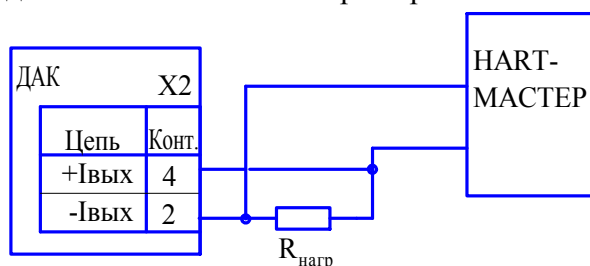 ДАК
X2
Цепь Конт.
+Iвых 4
-Iвых 2
Rнагр
HART-
МАСТЕР